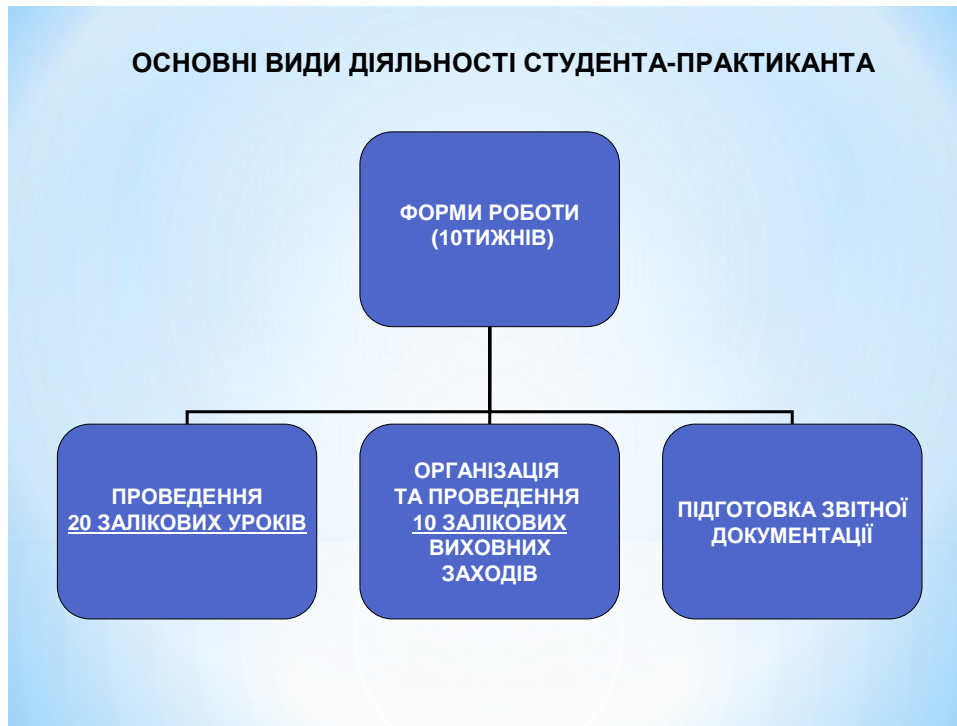 ОСНОВНІ ВИДИ ДІЯЛЬНОСТІ СТУДЕНТА-ПРАКТИКАНТА
ФОРМИ РОБОТИ
(10ТИЖНІВ)
ПРОВЕДЕННЯ
20 ЗАЛІКОВИХ УРОКІВ
ОРГАНІЗАЦІЯ
ТА ПРОВЕДЕННЯ
10 ЗАЛІКОВИХ
ВИХОВНИХ
ЗАХОДІВ
ПІДГОТОВКА ЗВІТНОЇ
ДОКУМЕНТАЦІЇ